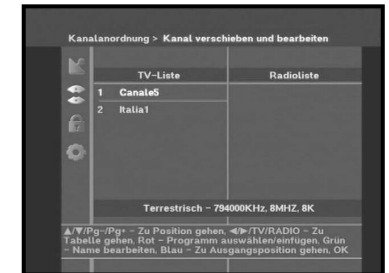 Kanalanordnung > Kanal verschieben und bearbeiten
TV-Liste Radioliste
1 Canale5
2 Italia1
Terrestrisch - 794000KHz, 8MHZ, 8K
▲/▼/Pg-/Pg+ - Zu Position gehen, ◄/►/TV/RADIO - Zu
Tabelle gehen, Rot - Programm auswählen/einfügen, Grün
- Name bearbeiten, Blau - Zu Ausgangsposition gehen, OK